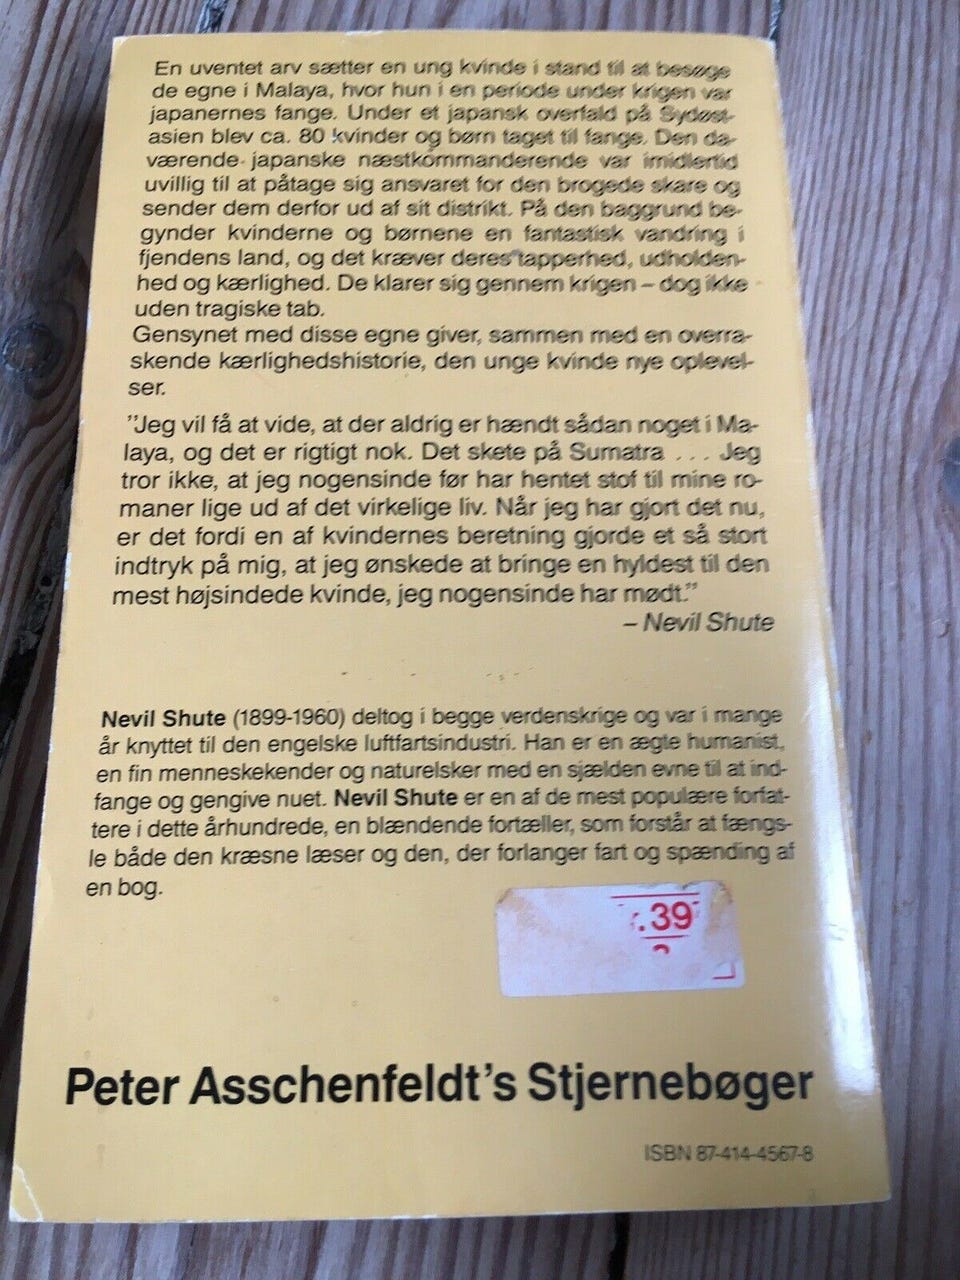 En uventet arv sætter en ung kvinde i stand til at besøge
de egne i Malaya, hvor hun i en periode under krigen var
japanernes fange. Under et japansk overfald på Sydøst-
asien blev ca. 80 kvinder og børn taget til fange. Den da-
værende japanske næstkommanderende var imidlertid
uvillig til at påtage sig ansvaret for den brogede skare og
sender dem derfor ud af sit distrikt. På den baggrund be-
gynder kvinderne og børnene en fantastisk vandring i
fjendens land, og det kræver deres tapperhed, udholden-
hed og kærlighed. De klarer sig gennem krigen – dog ikke
uden tragiske tab.
Gensynet med disse egne giver, sammen med en overra-
skende kærlighedshistorie, den unge kvinde nye oplevel-
ser.
"Jeg vil få at vide, at der aldrig er hændt sådan noget i Ma-
laya, og det er rigtigt nok. Det skete på Sumatra ... Jeg
tror ikke, at jeg nogensinde før har hentet stof til mine ro-
maner lige ud af det virkelige liv. Når jeg har gjort det nu,
er det fordi en af kvindernes beretning gjorde et så stort
indtryk på mig, at jeg ønskede at bringe en hyldest til den
mest højsindede kvinde, jeg nogensinde har mødt."
– Nevil Shute
Nevil Shute (1899-1960) deltog i begge verdenskrige og var i mange
år knyttet til den engelske luftfartsindustri. Han er en ægte humanist,
en fin menneskekender og naturelsker med en sjælden evne til at ind-
fange og gengive nuet. Nevil Shute er en af de mest populære forfat-
tere i dette århundrede, en blændende fortæller, som forstår at fængs-
le både den kræsne læser og den, der forlanger fart og spænding af
en bog.
39
Peter Asschenfeldt's Stjernebøger
ISBN 87-414-4567-8